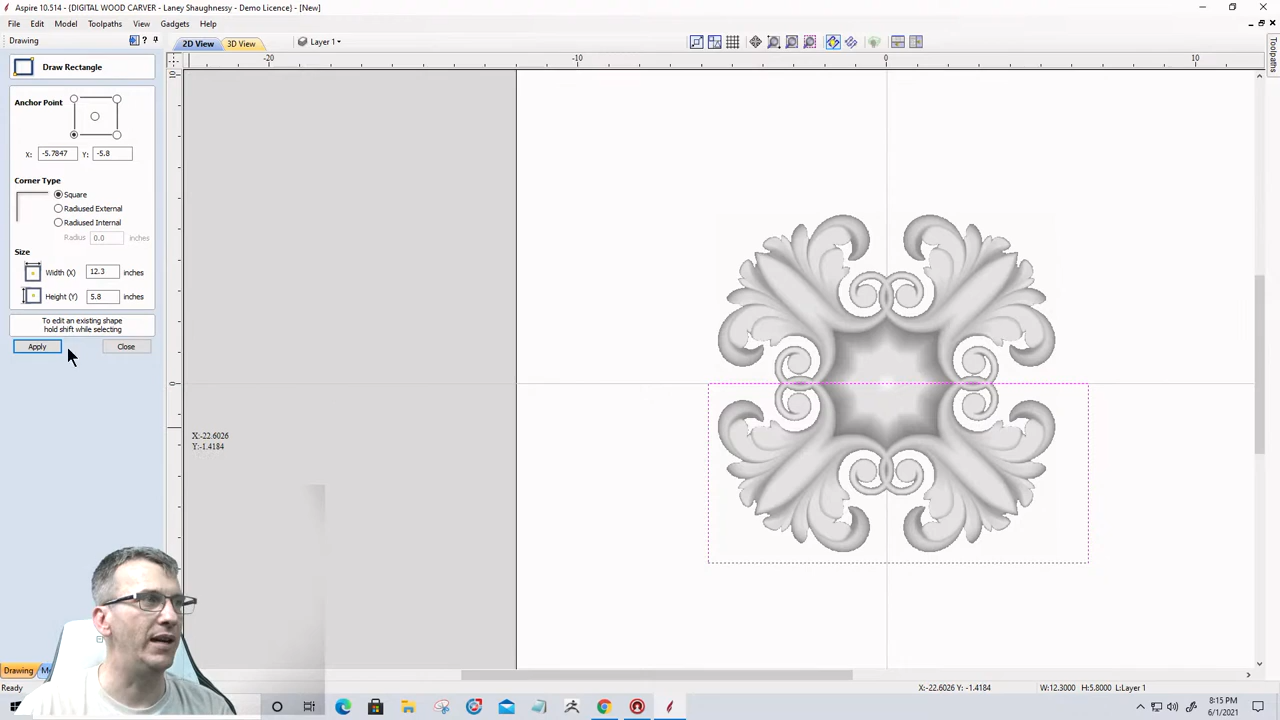 Aspire 10.514 - {DIGITAL WOOD CARVER - Laney Shaughnessy - Demo Licence} - [New]
File Edit Model Toolpaths View Gadgets Help
Drawing
2D View 3D View Layer 1
Toolpaths
Draw Rectangle
Anchor Point
X: -5.7847 Y: -5.8
Corner Type
Square
Radiused External
Radiused Internal
Radius 0.0 inches
Size
Width (X) 12.3 inches
Height (Y) 5.8 inches
To edit an existing shape
hold shift while selecting
Apply Close
-20 -10 0 10
10
0
X:-22.6026
Y:-1.4184
Drawing
Ready
X:-22.6026 Y: -1.4184 W:12.3000 H:5.8000 L:Layer 1
8:15 PM
6/1/2021